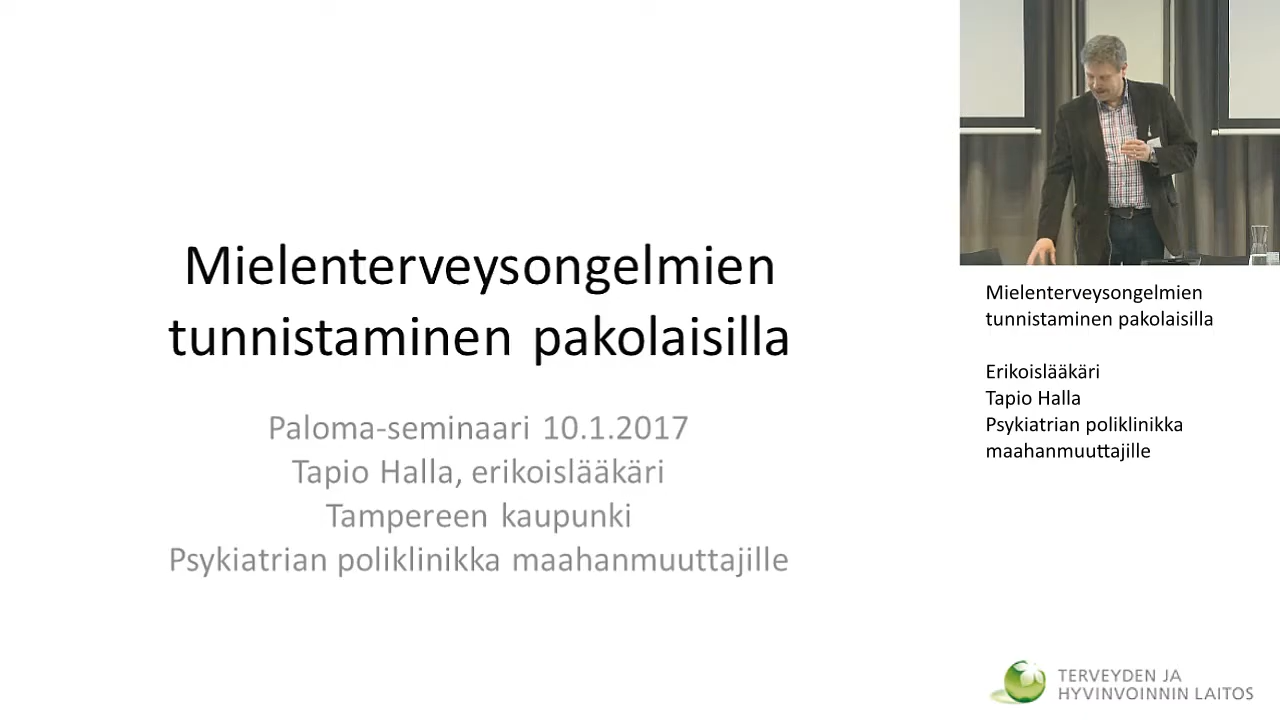 Mielenterveysongelmien
tunnistaminen pakolaisilla
Paloma-seminaari 10.1.2017
Tapio Halla, erikoislääkäri
Tampereen kaupunki
Psykiatrian poliklinikka maahanmuuttajille
Mielenterveysongelmien
tunnistaminen pakolaisilla
Erikoislääkäri
Tapio Halla
Psykiatrian poliklinikka
maahanmuuttajille
TERVEYDEN JA
HYVINVOINNIN LAITOS